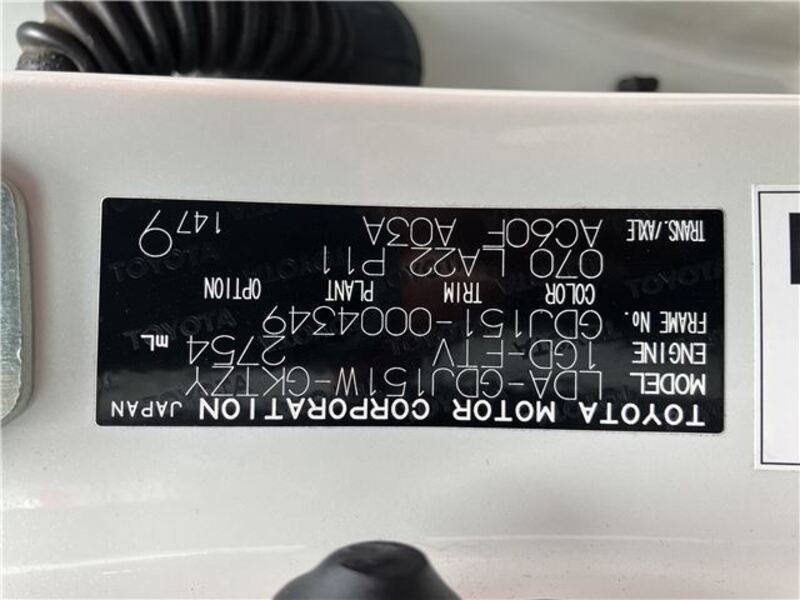 TOYOTA MOTOR CORPORATION JAPAN
MODEL LDA-GDJ151W-GKTZY
ENGINE 1GD-FTV 2754 mL
FRAME No. GDJ151-0004349
COLOR TRIM PLANT OPTION
070 LA22 P11
TRANS./AXLE AC60F A03A
1479